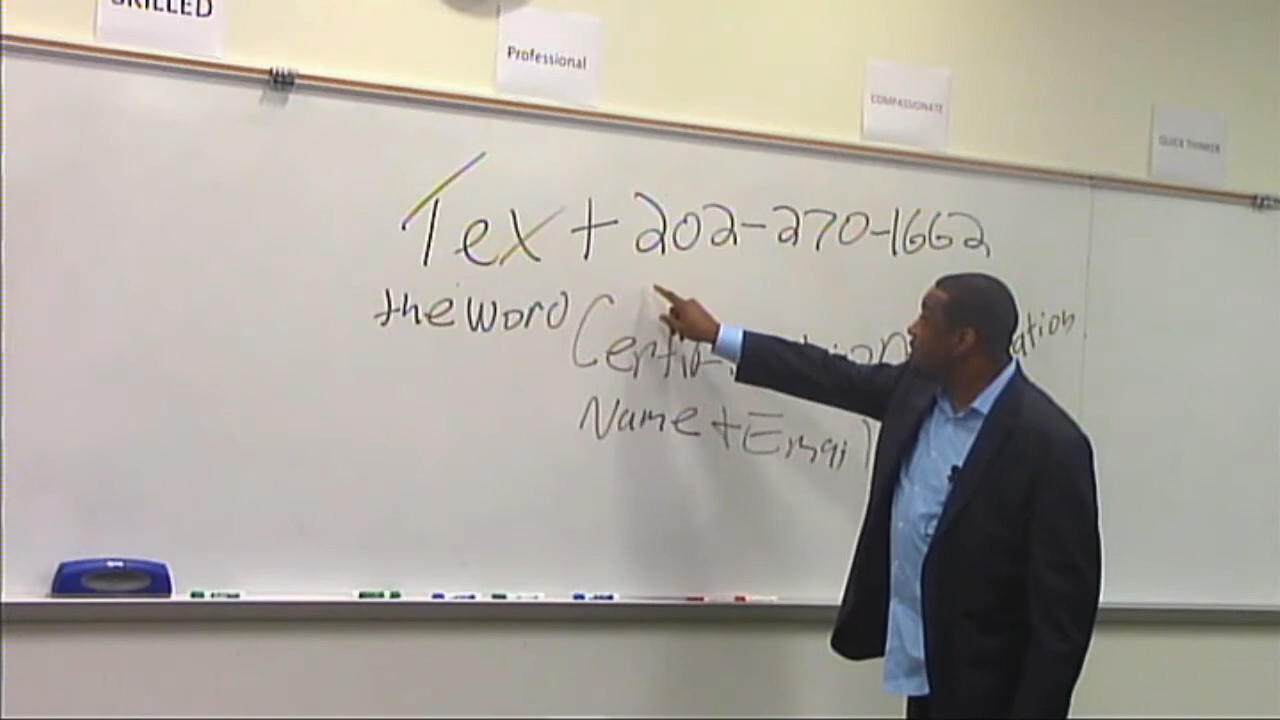 SKILLED
Professional
COMPASSIONATE
QUICK THINKER
Text 202-270-1662
the word
Name + Email